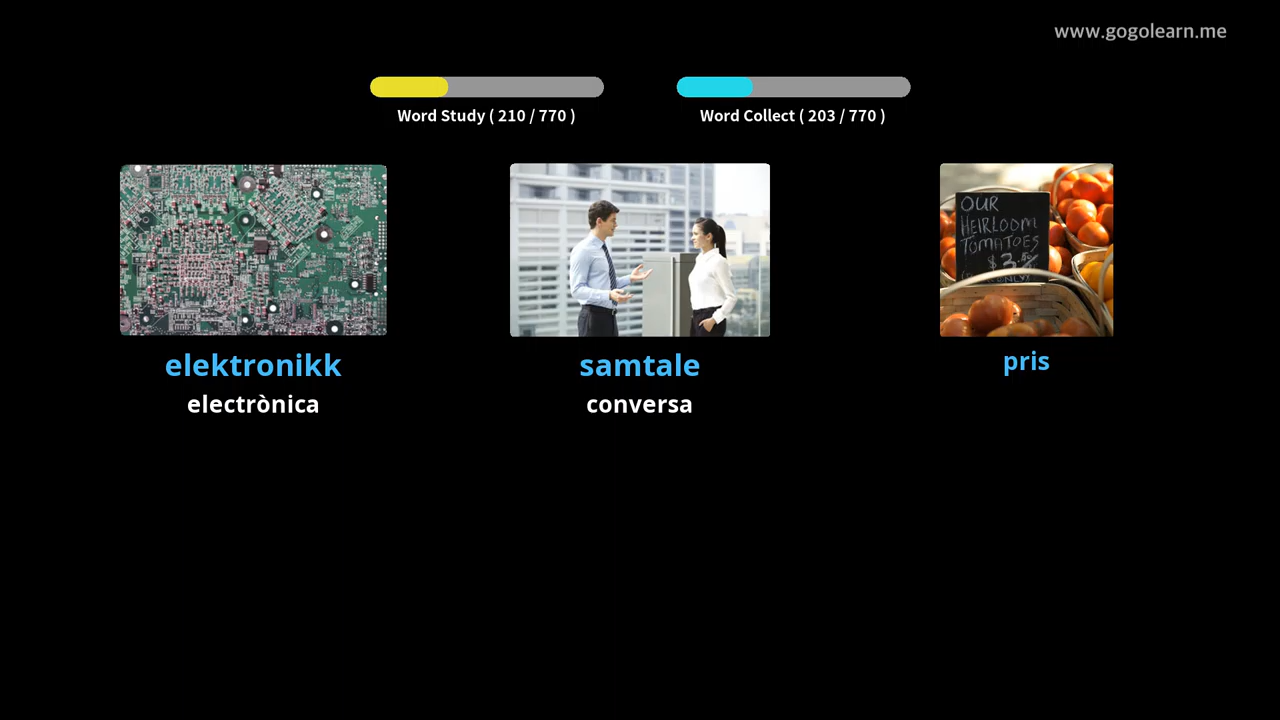 www.gogolearn.me
Word Study ( 210 / 770 )
Word Collect ( 203 / 770 )
OUR
HEIRLOOM
TOMATOES
elektronikk
samtale
pris
electrònica
conversa